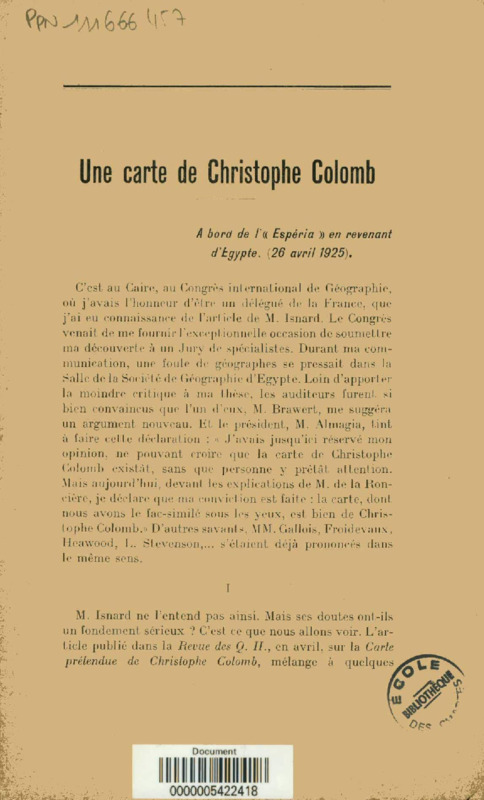 PPN 111666457
Une carte de Christophe Colomb
A bord de l'« Espéria » en revenant
d'Egypte. (26 avril 1925).
C'est au Caire, au Congrès international de Géographie,
où j'avais l'honneur d'être un délégué de la France, que
j'ai eu connaissance de l'article de M. Isnard. Le Congrès
venait de me fournir l'exceptionnelle occasion de soumettre
ma découverte à un Jury de spécialistes. Durant ma com-
munication, une foule de géographes se pressait dans la
Salle de la Société de Géographie d'Egypte. Loin d'apporter
la moindre critique à ma thèse, les auditeurs furent si
bien convaincus que l'un d'eux, M. Brawert, me suggéra
un argument nouveau. Et le président, M. Almagia, tint
à faire cette déclaration : « J'avais jusqu'ici réservé mon
opinion, ne pouvant croire que la carte de Christophe
Colomb existât, sans que personne y prêtât attention.
Mais aujourd'hui, devant les explications de M. de la Ron-
cière, je déclare que ma conviction est faite : la carte, dont
nous avons le fac-similé sous les yeux, est bien de Chris-
tophe Colomb.» D'autres savants, MM. Gallois, Froidevaux,
Heawood, L. Stevenson,... s'étaient déjà prononcés dans
le même sens.
I
M. Isnard ne l'entend pas ainsi. Mais ses doutes ont-ils
un fondement sérieux ? C'est ce que nous allons voir. L'ar-
ticle publié dans la Revue des Q. H., en avril, sur la Carte
prétendue de Christophe Colomb, mélange à quelques
ECOLE
BIBLIOTHÈQUE
DES
Document
0000005422418